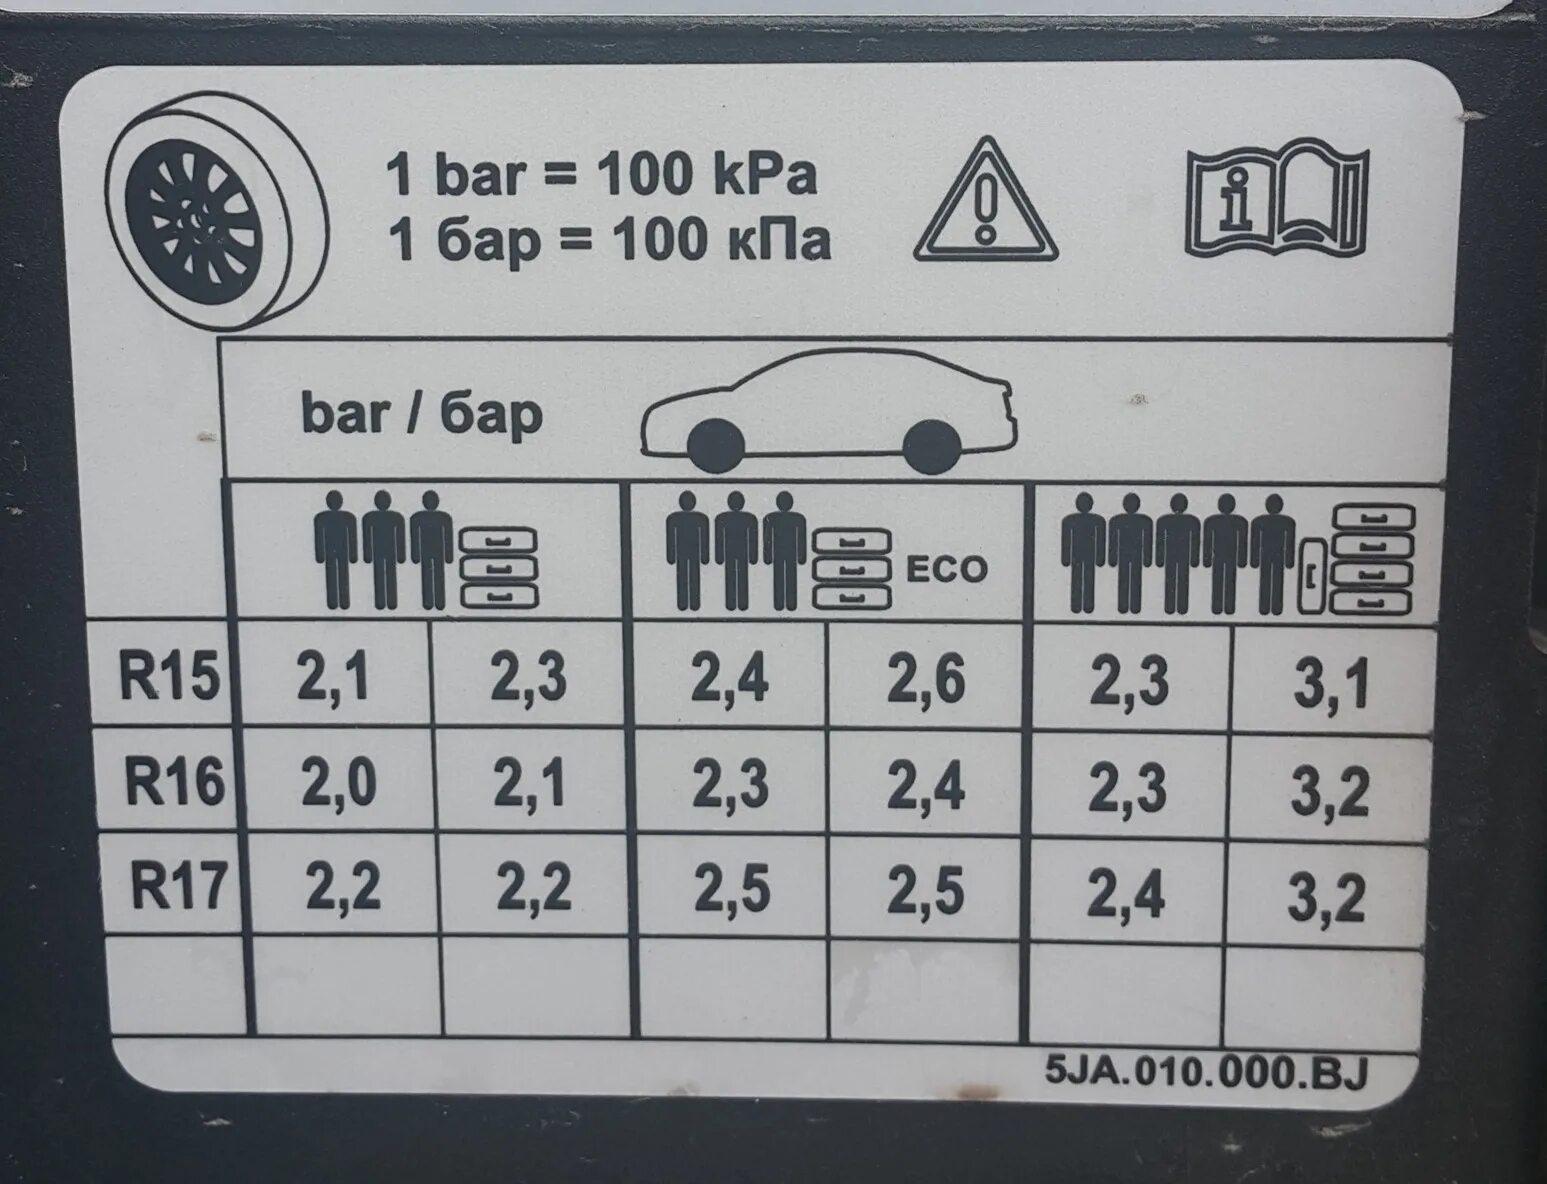 1 bar = 100 kPa
1 бар = 100 кПа
bar / бар
ECO
R15 2,1 2,3 2,4 2,6 2,3 3,1
R16 2,0 2,1 2,3 2,4 2,3 3,2
R17 2,2 2,2 2,5 2,5 2,4 3,2
5JA.010.000.BJ